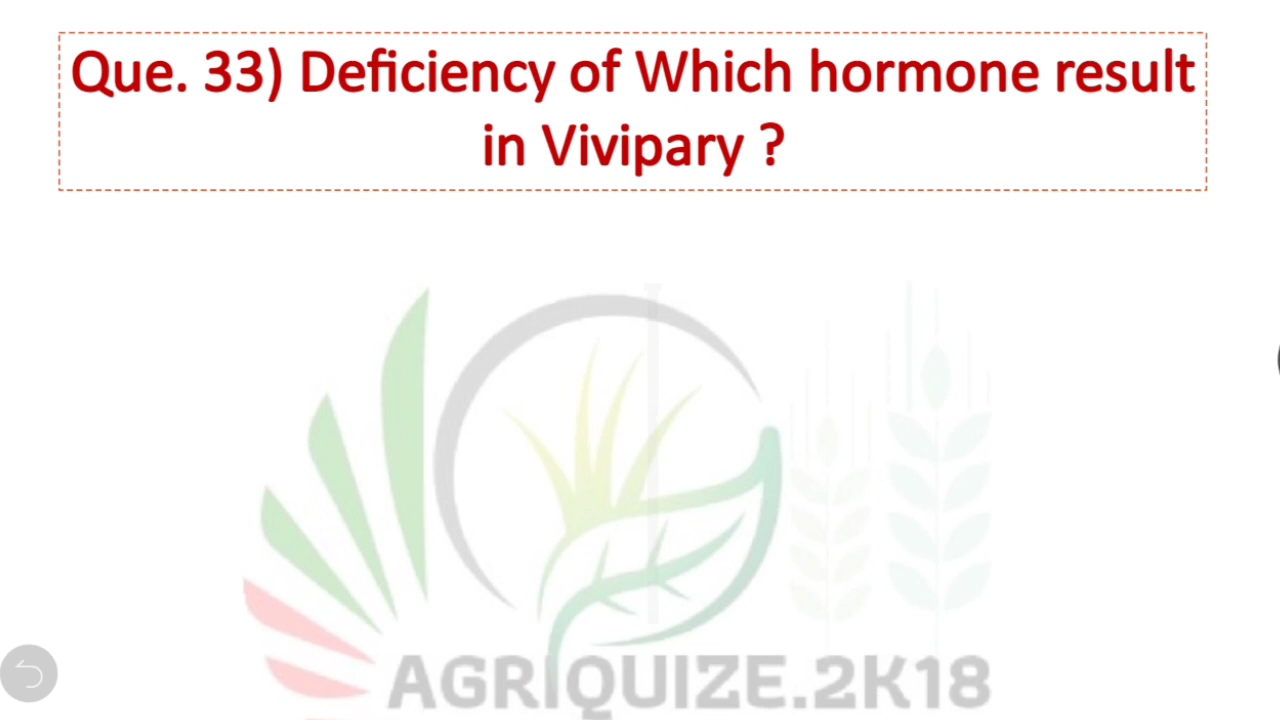 Que. 33) Deficiency of Which hormone result
in Vivipary ?
AGRIQUIZE.2K18